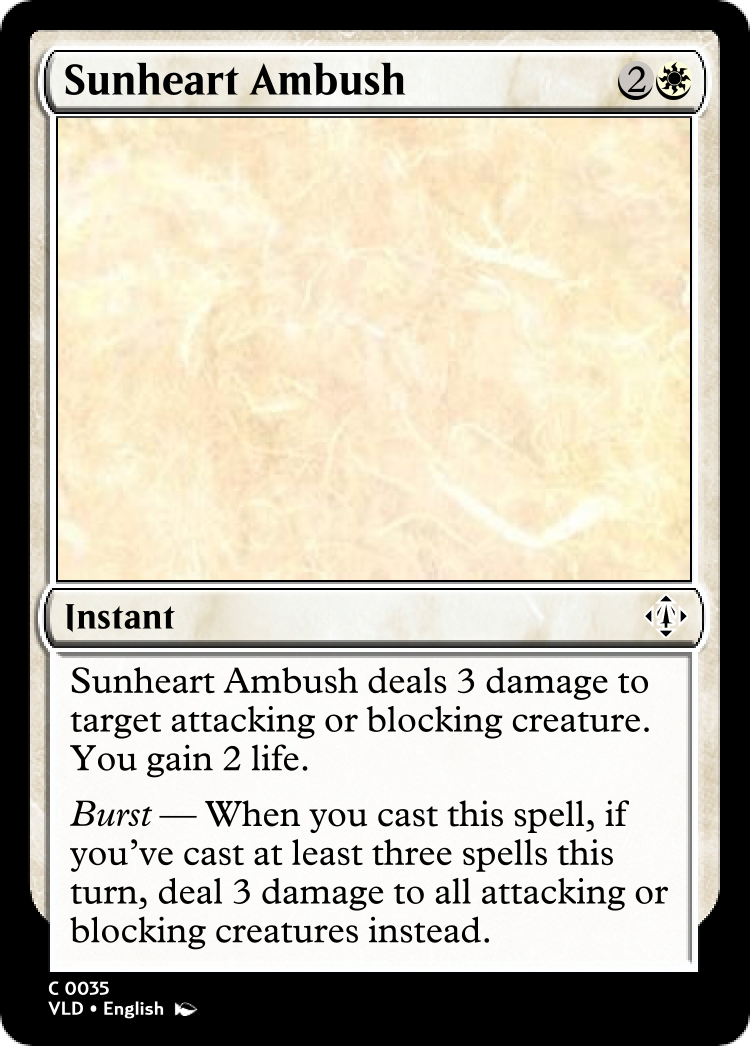 Sunheart Ambush 2
Instant
Sunheart Ambush deals 3 damage to
target attacking or blocking creature.
You gain 2 life.
Burst — When you cast this spell, if
you’ve cast at least three spells this
turn, deal 3 damage to all attacking or
blocking creatures instead.
C 0035
VLD • English